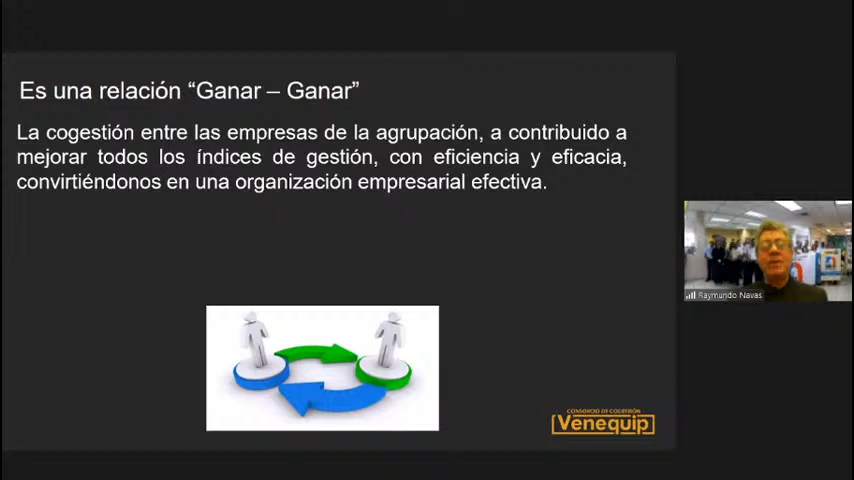 Es una relación “Ganar – Ganar”
La cogestión entre las empresas de la agrupación, a contribuido a
mejorar todos los índices de gestión, con eficiencia y eficacia,
convirtiéndonos en una organización empresarial efectiva.
Raymundo Navas
CONSORCIO DE COGESTIÓN
Venequip